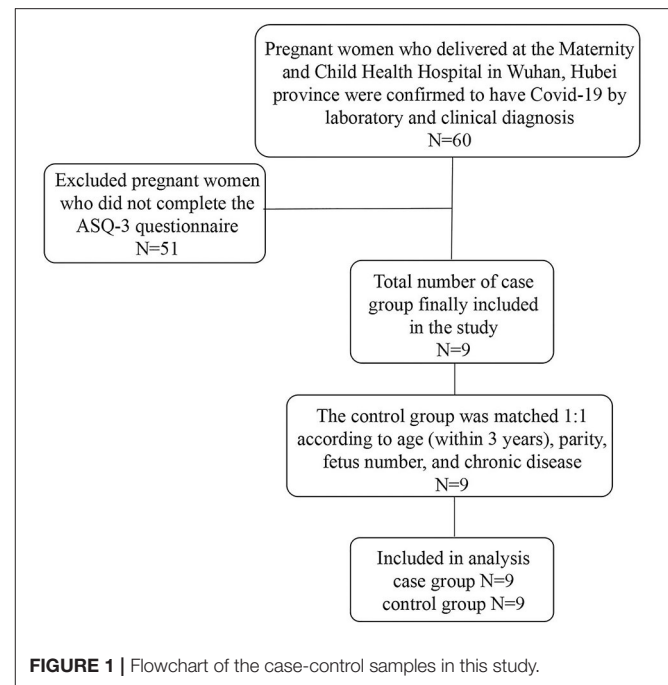 Pregnant women who delivered at the Maternity
and Child Health Hospital in Wuhan, Hubei
province were confirmed to have Covid-19 by
laboratory and clinical diagnosis
N=60
Excluded pregnant women
who did not complete the
ASQ-3 questionnaire
N=51
Total number of case
group finally included
in the study
N=9
The control group was matched 1:1
according to age (within 3 years), parity,
fetus number, and chronic disease
N=9
Included in analysis
case group N=9
control group N=9
FIGURE 1 | Flowchart of the case-control samples in this study.